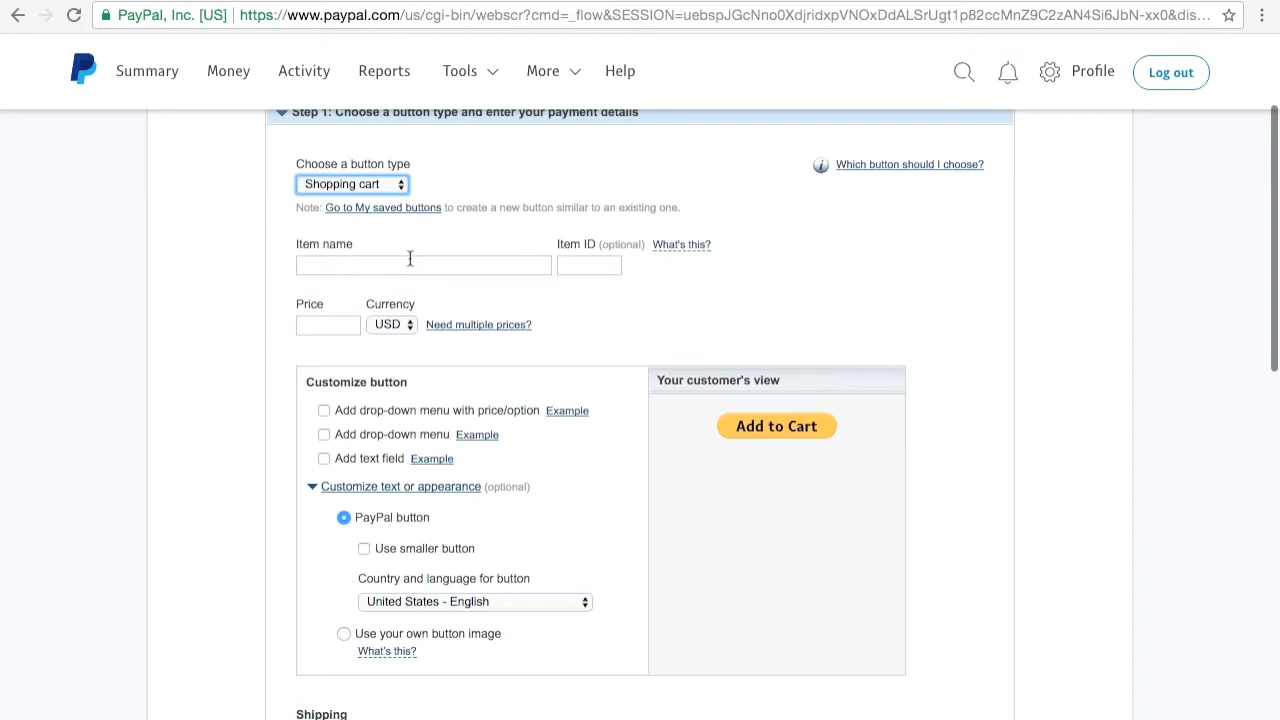 PayPal, Inc. [US] https://www.paypal.com/us/cgi-bin/webscr?cmd=_flow&SESSION=uebspJGcNnc0XdjridxpVNOxDdALSrUgt1p82ccMnZ9C2zAN4Si6JbN-xx0&dis...
Summary Money Activity Reports Tools More Help Profile Log out
Step 1: Choose a button type and enter your payment details
Choose a button type
Which button should I choose?
Shopping cart
Note: Go to My saved buttons to create a new button similar to an existing one.
Item name Item ID (optional) What's this?
Price Currency
USD Need multiple prices?
Customize button Your customer's view
Add drop-down menu with price/option Example
Add to Cart
Add drop-down menu Example
Add text field Example
Customize text or appearance (optional)
PayPal button
Use smaller button
Country and language for button
United States - English
Use your own button image
What's this?
Shipping